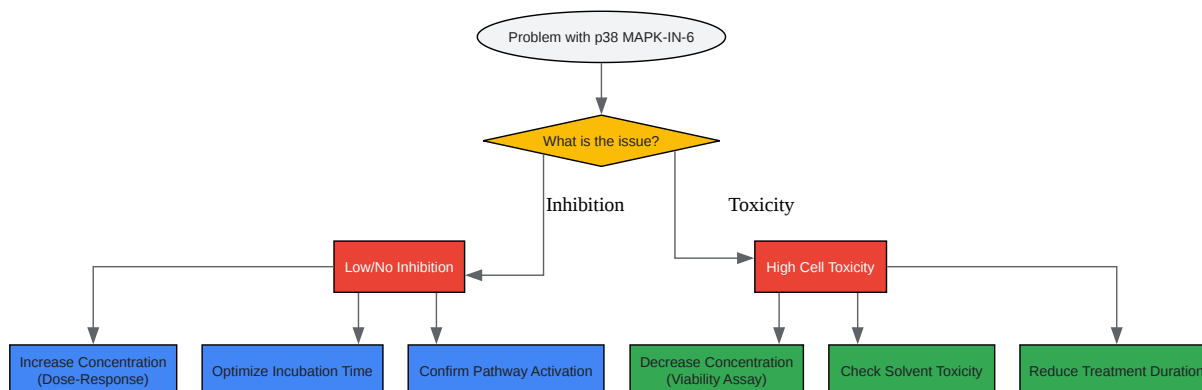 Problem with p38 MAPK-IN-6
What is the issue?
Inhibition
Toxicity
Low/No Inhibition
High Cell Toxicity
Increase Concentration
(Dose-Response)
Optimize Incubation Time
Confirm Pathway Activation
Decrease Concentration
(Viability Assay)
Check Solvent Toxicity
Reduce Treatment Duration